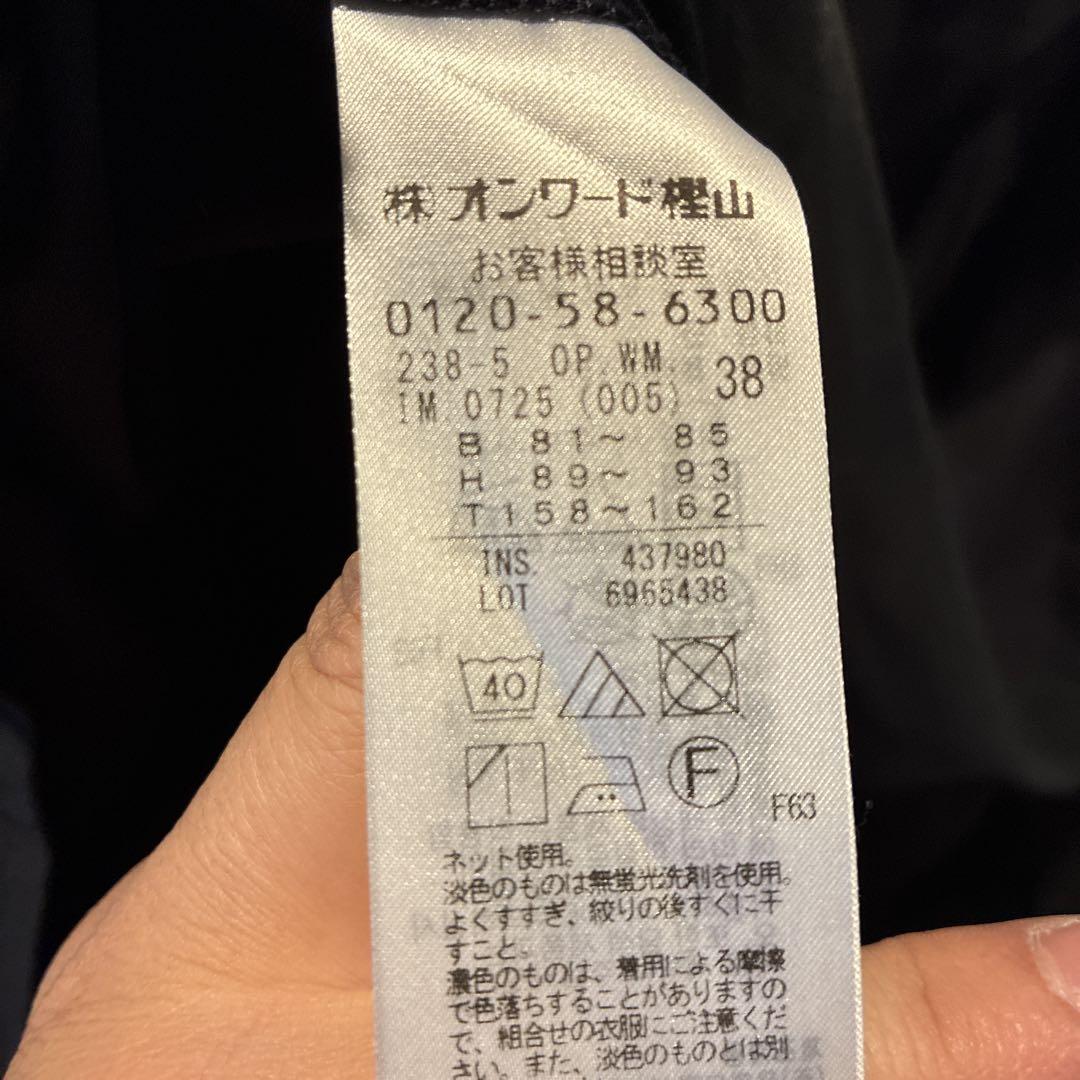 ㈱オンワード樫山
お客様相談室
0120-58-6300
238-5 OP.WM. 38
IM 0725 (005)
B 81～ 85
H 89～ 93
T158～162
INS. 437980
LOT 6965438
40
F
F63
ネット使用。
淡色のものは無蛍光洗剤を使用。
よくすすぎ、絞りの後すぐに干
すこと。
濃色のものは、着用による摩擦
で色落ちすることがありますの
で、組合せの衣服にご注意くだ
さい。また、淡色のものとは別